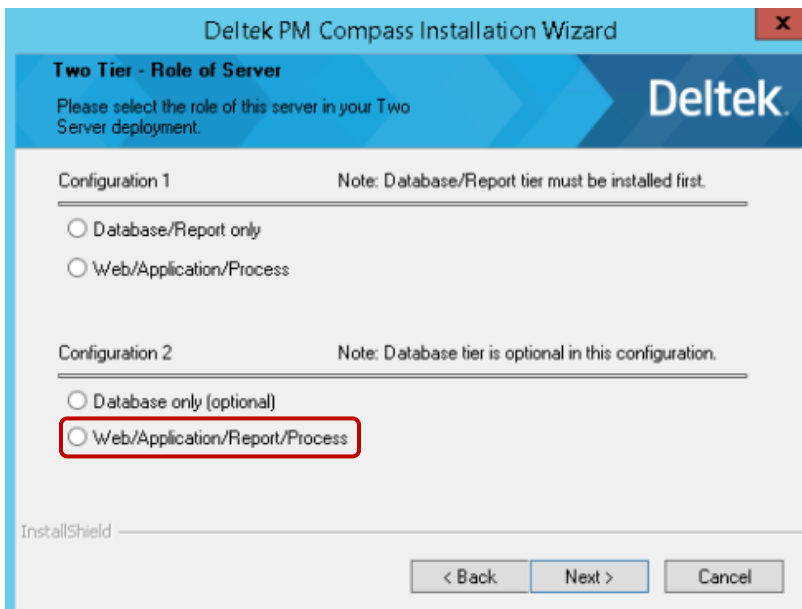 Deltek PM Compass Installation Wizard
x
Two Tier - Role of Server
Please select the role of this server in your Two
Server deployment.
Deltek.
Configuration 1 Note: Database/Report tier must be installed first.
Database/Report only
Web/Application/Process
Configuration 2 Note: Database tier is optional in this configuration.
Database only (optional)
Web/Application/Report/Process
InstallShield
< Back Next > Cancel